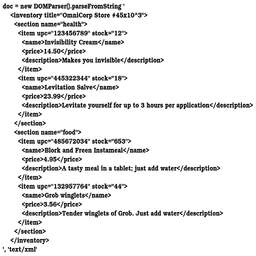 doc = new DOMParser().parseFromString '
<inventory title="OmniCorp Store #45x10^3">
<section name="health">
<item upc="123456789" stock="12">
<name>Invisibility Cream</name>
<price>14.50</price>
<description>Makes you invisible</description>
</item>
<item upc="445322344" stock="18">
<name>Levitation Salve</name>
<price>23.99</price>
<description>Levitate yourself for up to 3 hours per application</description>
</item>
</section>
<section name="food">
<item upc="485672034" stock="653">
<name>Blork and Freen Instameal</name>
<price>4.95</price>
<description>A tasty meal in a tablet; just add water</description>
</item>
<item upc="132957764" stock="44">
<name>Grob winglets</name>
<price>3.56</price>
<description>Tender winglets of Grob. Just add water</description>
</item>
</section>
</inventory>
', 'text/xml'